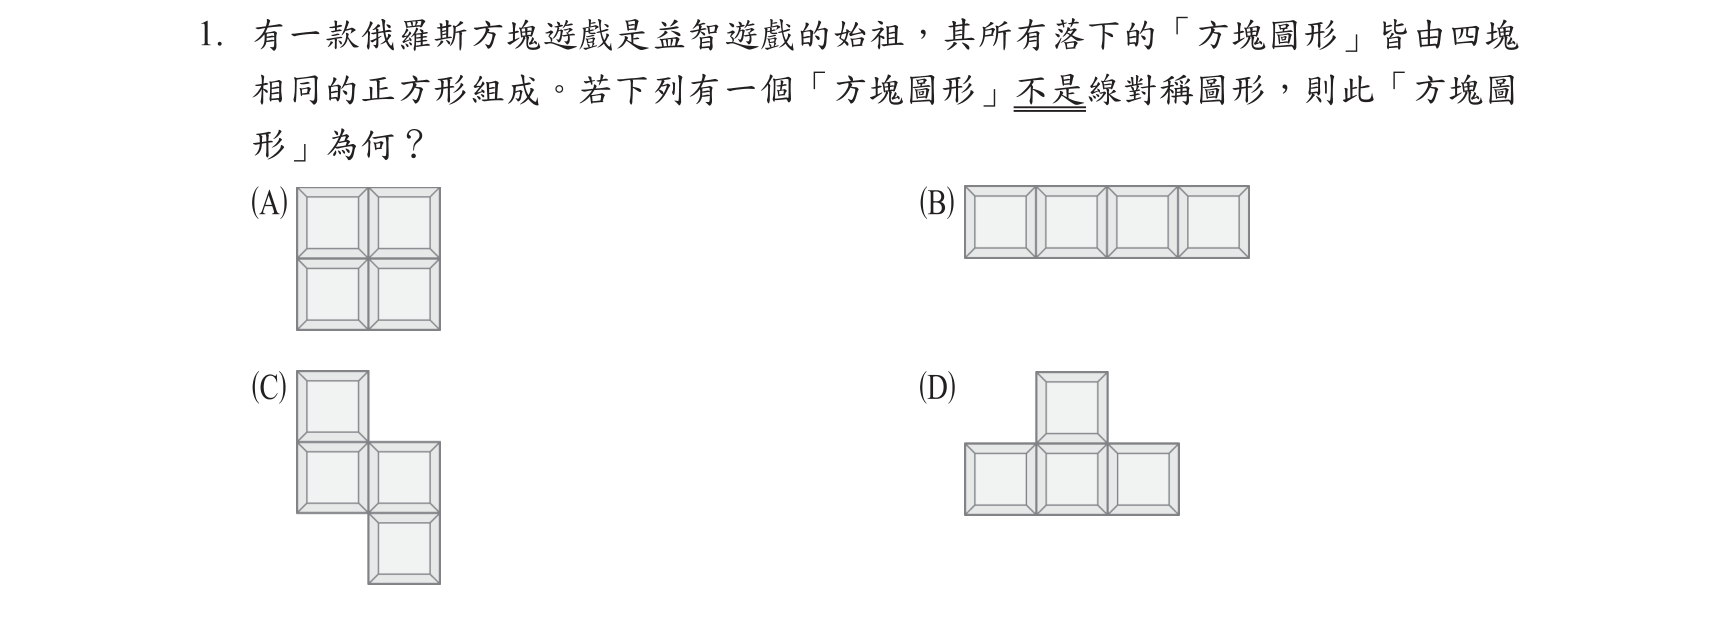 1. 有一款俄羅斯方塊遊戲是益智遊戲的始祖，其所有落下的「方塊圖形」皆由四塊
相同的正方形組成。若下列有一個「方塊圖形」不是線對稱圖形，則此「方塊圖
形」為何？
(A)
(B)
(C)
(D)